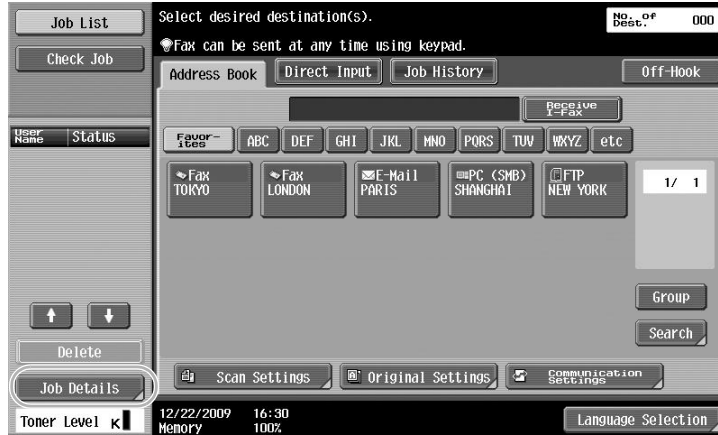 Job List
Check Job
User Name
Status
Delete
Job Details
Toner Level K
Select desired destination(s).
No. of Dest. 000
Fax can be sent at any time using keypad.
Address Book
Direct Input
Job History
Off-Hook
Receive I-Fax
Favor-ites
ABC
DEF
GHI
JKL
MNO
PQRS
TUV
WXYZ
etc
Fax
TOKYO
Fax
LONDON
E-Mail
PARIS
PC (SMB)
SHANGHAI
FTP
NEW YORK
1/ 1
Group
Search
Scan Settings
Original Settings
Communication Settings
12/22/2009 16:30
Memory 100%
Language Selection